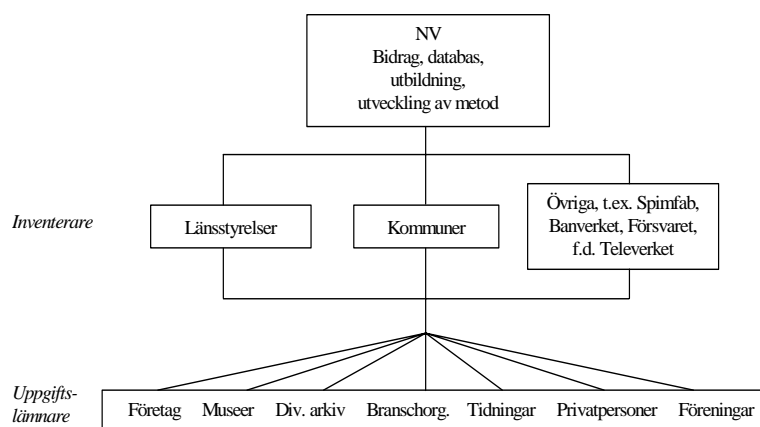 NV
Bidrag, databas,
utbildning,
utveckling av metod
Inventerare
Länsstyrelser
Kommuner
Övriga, t.ex. Spimfab,
Banverket, Försvaret,
f.d. Televerket
Uppgifts-
lämnare
Företag Museer Div. arkiv Branschorg. Tidningar Privatpersoner Föreningar